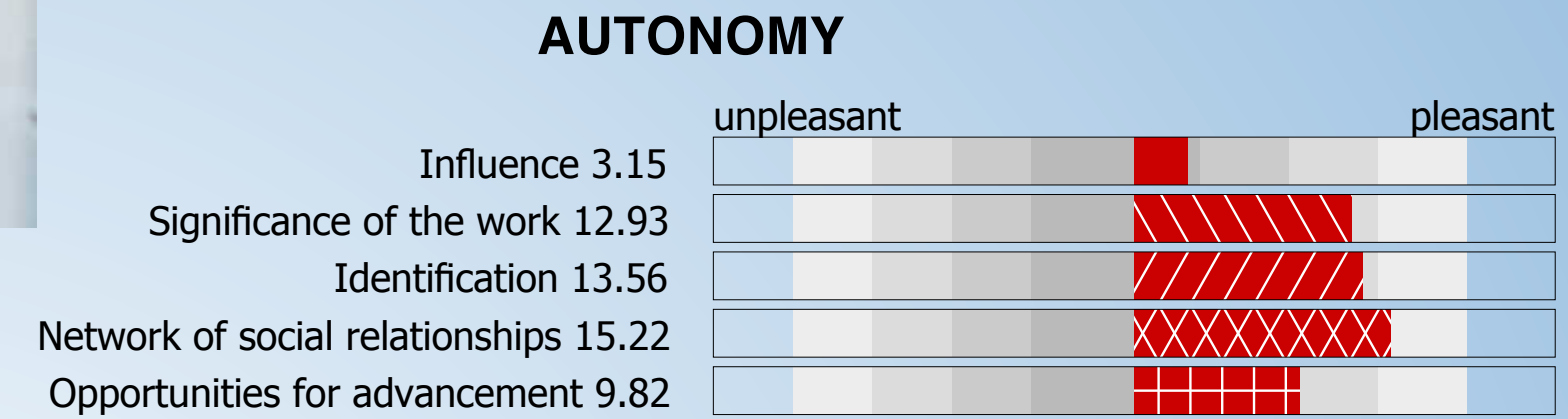 AUTONOMY
unpleasant pleasant
Influence 3.15
Significance of the work 12.93
Identification 13.56
Network of social relationships 15.22
Opportunities for advancement 9.82